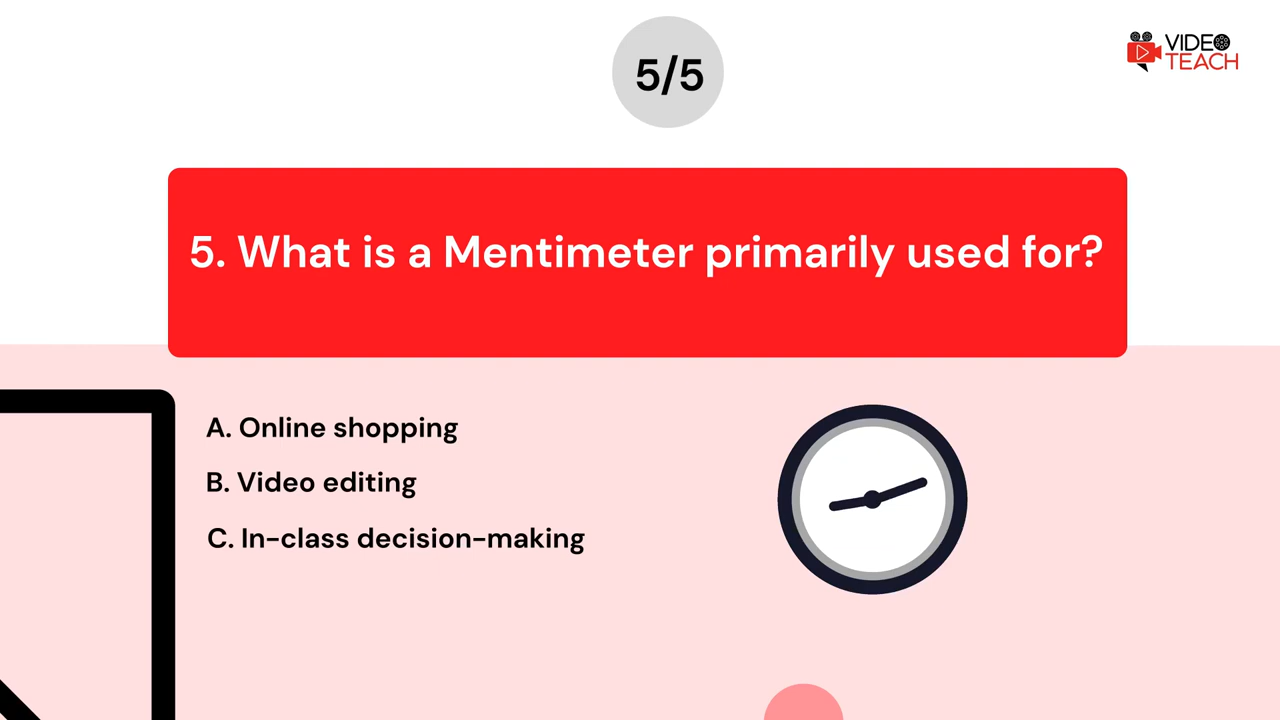 5/5
VIDEO
TEACH
5. What is a Mentimeter primarily used for?
A. Online shopping
B. Video editing
C. In-class decision-making